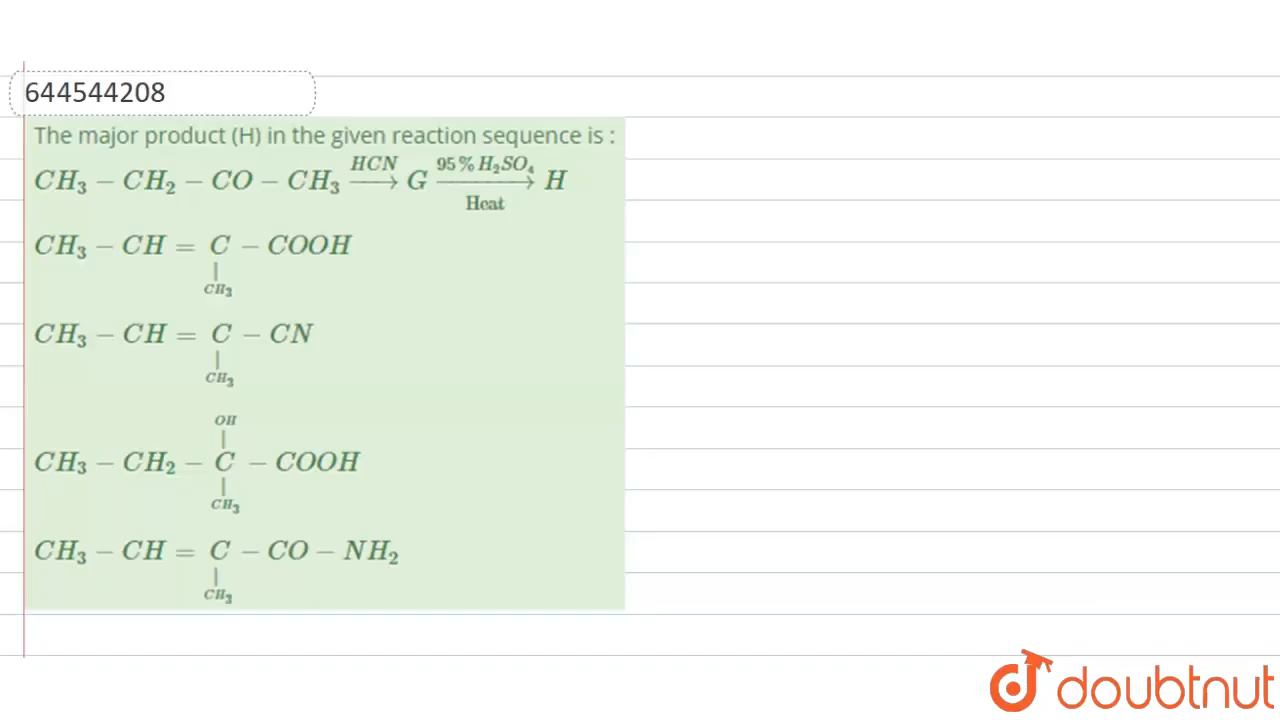 644544208
The major product (H) in the given reaction sequence is :
CH₃ − CH₂ − CO − CH₃ —HCN→ G —95%H₂SO₄/Heat→ H
CH₃ − CH = C − COOH
|
CH₃
CH₃ − CH = C − CN
|
CH₃
OH
|
CH₃ − CH₂ − C − COOH
|
CH₃
CH₃ − CH = C − CO − NH₂
|
CH₃
doubtnut